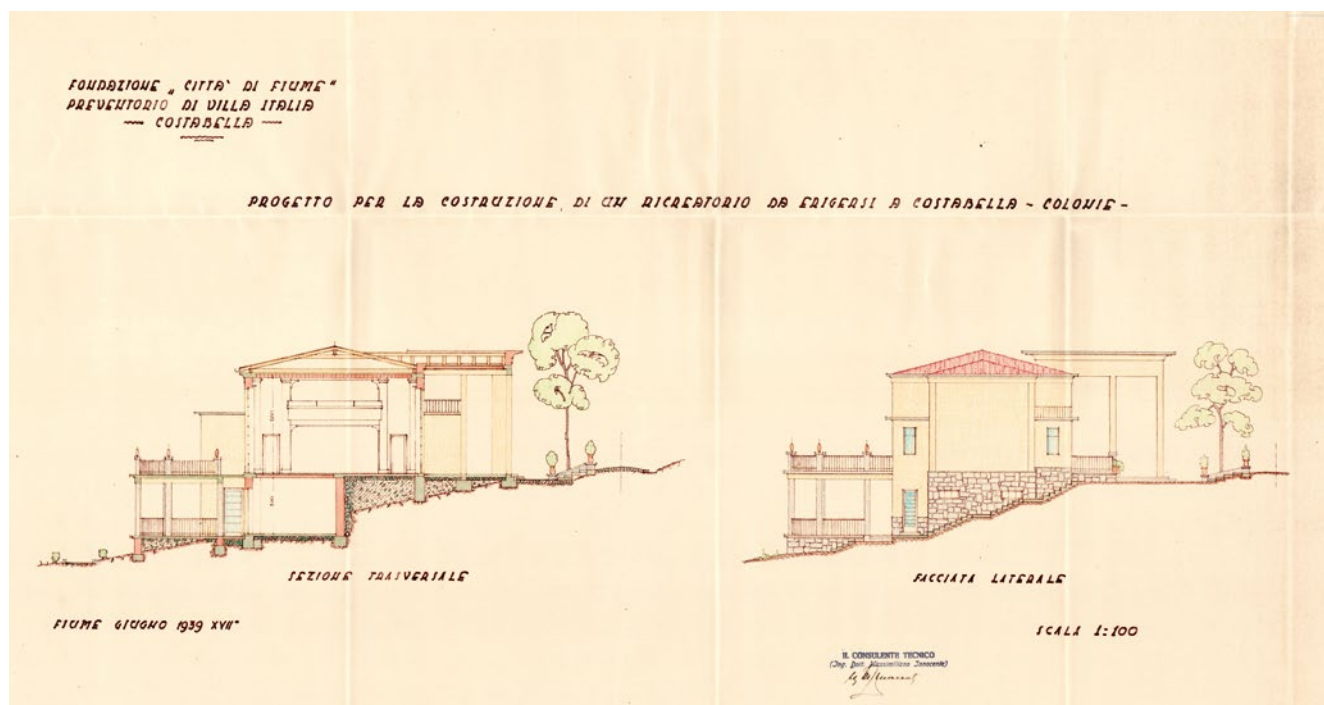 FONDAZIONE „ CITTA' DI FIUME "
PREVENTORIO DI VILLA ITALIA
— COSTABELLA —
PROGETTO PER LA COSTRUZIONE DI UN RICREATORIO DA ERIGERSI A COSTABELLA - COLONIE -
SEZIONE TRASVERSALE
FACCIATA LATERALE
FIUME GIUGNO 1939 XVII°
SCALA 1:100
IL CONSULENTE TECNICO
(Ing. Dott. Massimiliano Innocente)